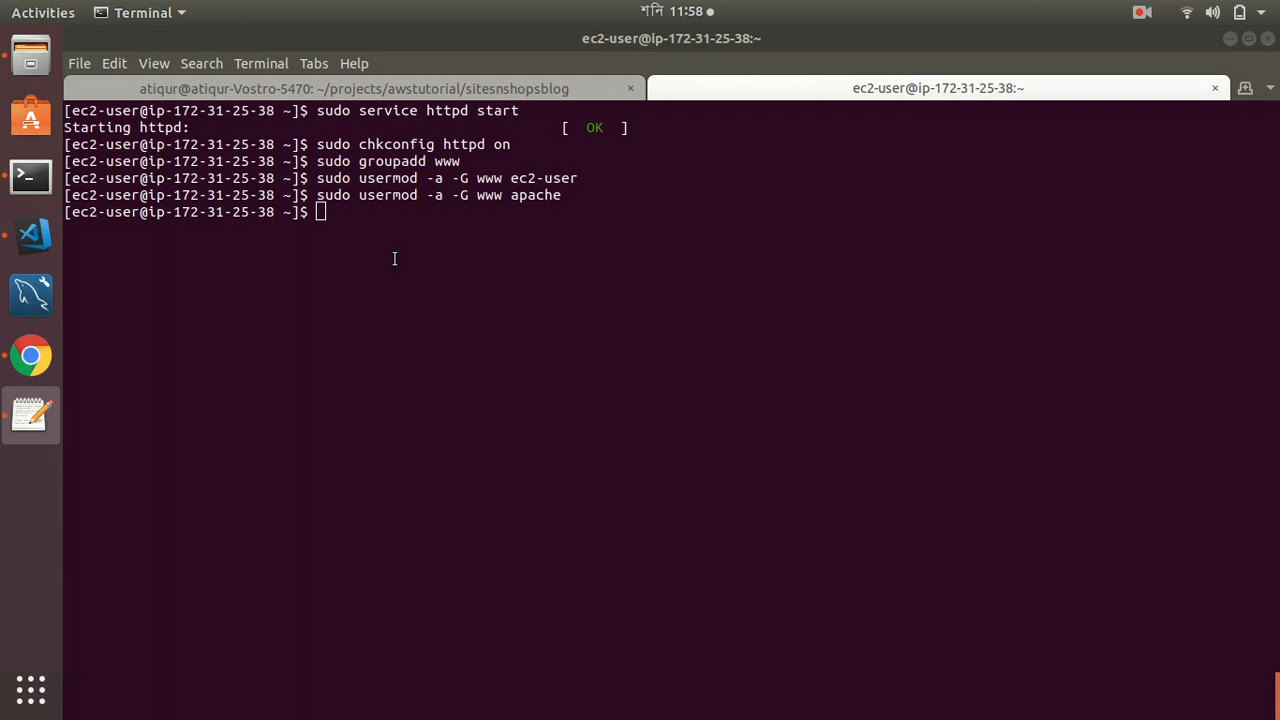 Activities
Terminal
শনি 11:58
ec2-user@ip-172-31-25-38:~
File Edit View Search Terminal Tabs Help
atiqur@atiqur-Vostro-5470: ~/projects/awstutorial/sitesnshopsblog ×
ec2-user@ip-172-31-25-38:~ ×
[ec2-user@ip-172-31-25-38 ~]$ sudo service httpd start
Starting httpd: [ OK ]
[ec2-user@ip-172-31-25-38 ~]$ sudo chkconfig httpd on
[ec2-user@ip-172-31-25-38 ~]$ sudo groupadd www
[ec2-user@ip-172-31-25-38 ~]$ sudo usermod -a -G www ec2-user
[ec2-user@ip-172-31-25-38 ~]$ sudo usermod -a -G www apache
[ec2-user@ip-172-31-25-38 ~]$